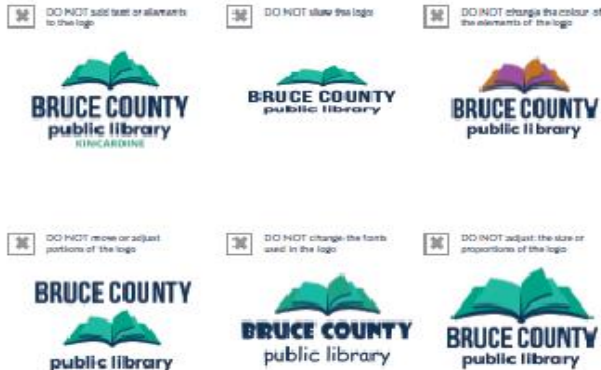 DO NOT add text or elements
to the logo
BRUCE COUNTY
public library
KINCARDINE
DO NOT skew the logo
BRUCE COUNTY
public library
DO NOT change the colour of
the elements of the logo
BRUCE COUNTY
public library
DO NOT move or adjust
portions of the logo
BRUCE COUNTY
public library
DO NOT change the fonts
used in the logo
BRUCE COUNTY
public library
DO NOT adjust the size or
proportions of the logo
BRUCE COUNTY
public library